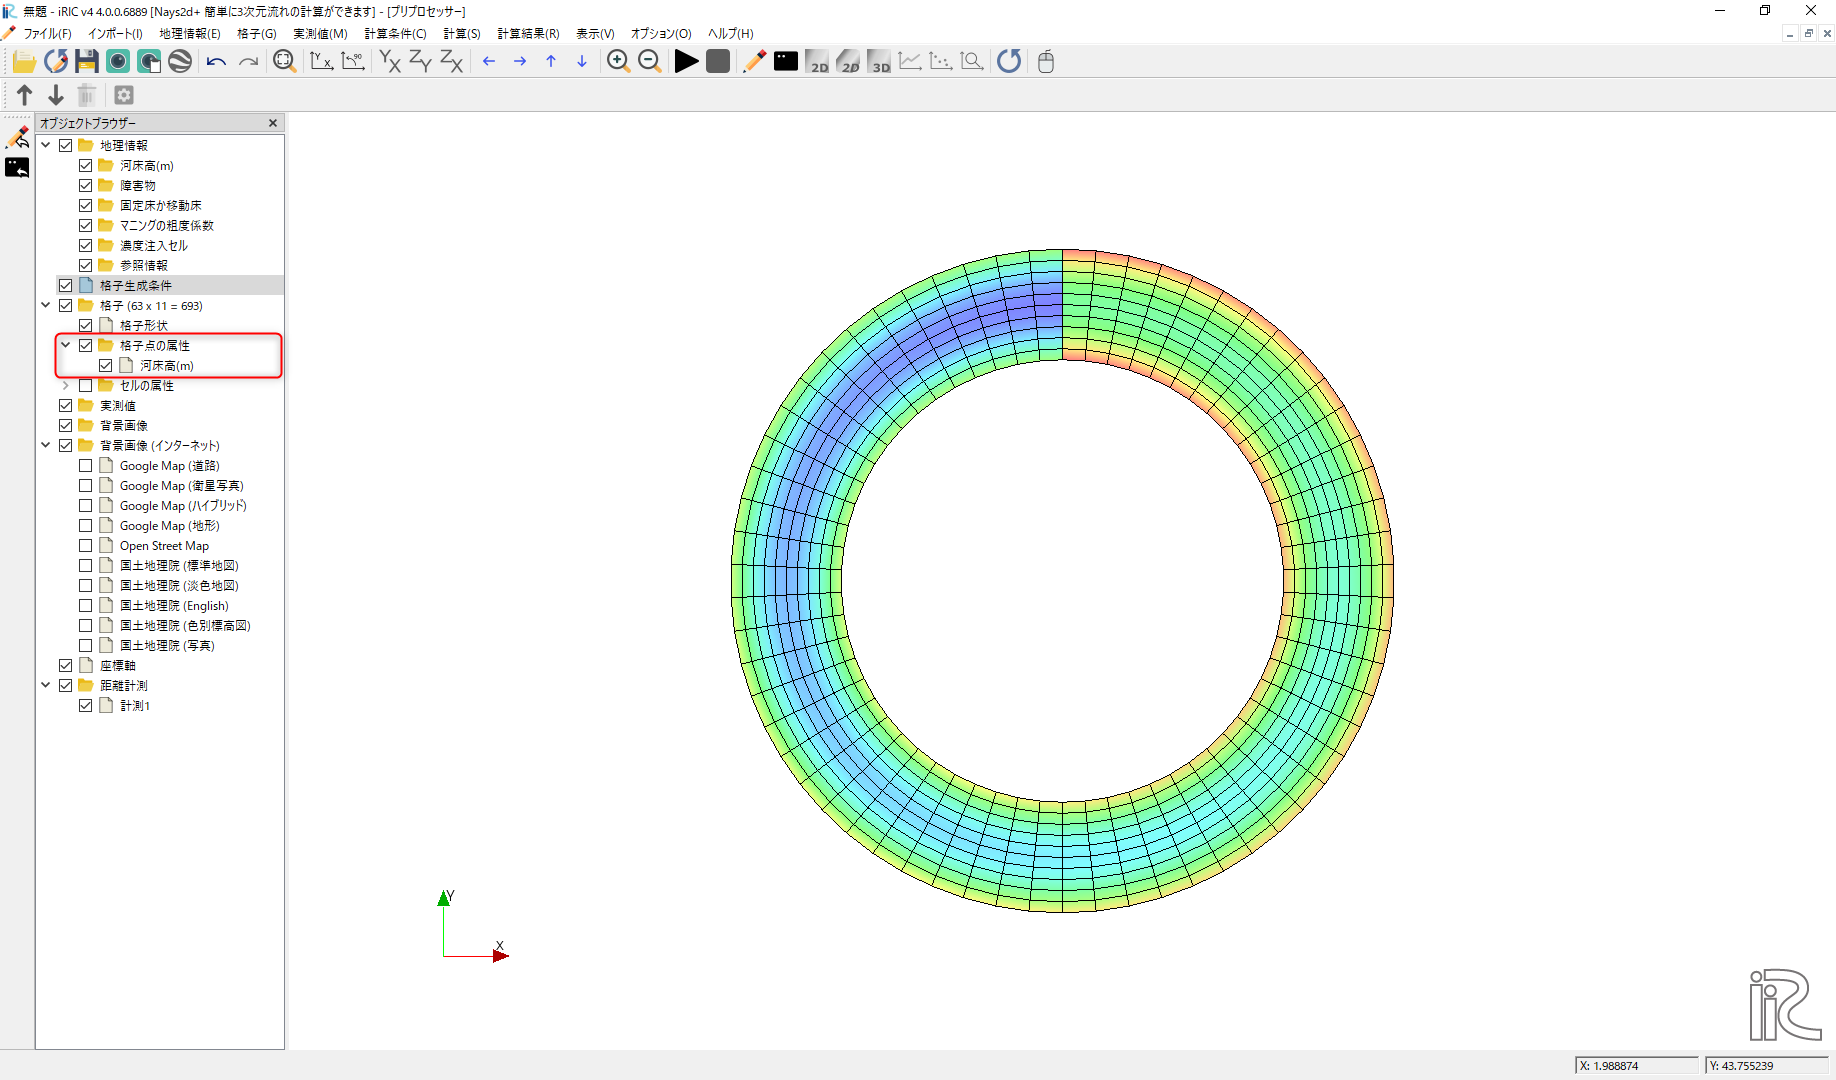 無題 - iRIC v4 4.0.0.6889 [Nays2d+ 簡単に3次元流れの計算ができます] - [プリプロセッサー]
ファイル(F) インポート(I) 地理情報(E) 格子(G) 実測値(M) 計算条件(C) 計算(S) 計算結果(R) 表示(V) オプション(O) ヘルプ(H)
Y X -90 YX ZY ZX 2D 2D 3D
オブジェクトブラウザー
地理情報
河床高(m)
障害物
固定床か移動床
マニングの粗度係数
濃度注入セル
参照情報
格子生成条件
格子 (63 x 11 = 693)
格子形状
格子点の属性
河床高(m)
セルの属性
実測値
背景画像
背景画像 (インターネット)
Google Map (道路)
Google Map (衛星写真)
Google Map (ハイブリッド)
Google Map (地形)
Open Street Map
国土地理院 (標準地図)
国土地理院 (淡色地図)
国土地理院 (English)
国土地理院 (色別標高図)
国土地理院 (写真)
座標軸
距離計測
計測1
Y
X
iRIC
X: 1.988874 Y: 43.755239